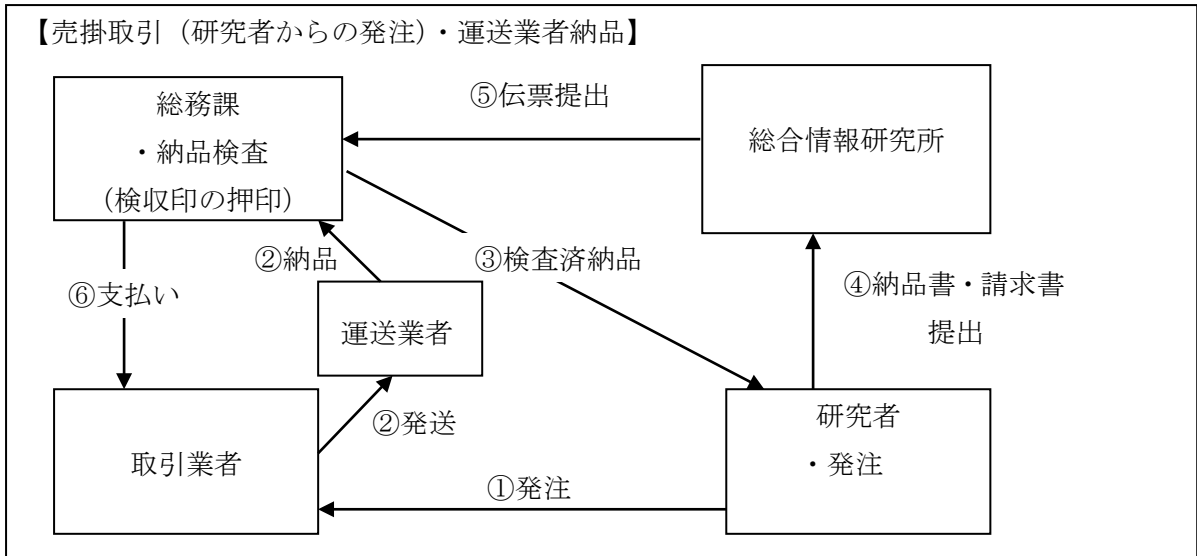 【売掛取引（研究者からの発注）・運送業者納品】
総務課
・納品検査
（検収印の押印）
⑤伝票提出
総合情報研究所
②納品
③検査済納品
④納品書・請求書
提出
⑥支払い
運送業者
②発送
取引業者
①発注
研究者
・発注